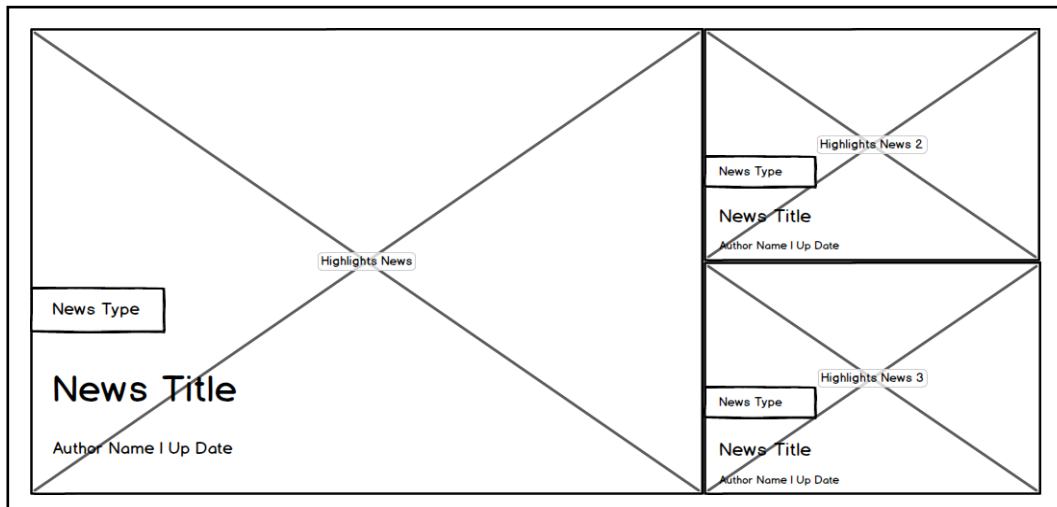 Highlights News
News Type
News Title
Author Name | Up Date
Highlights News 2
News Type
News Title
Author Name | Up Date
Highlights News 3
News Type
News Title
Author Name | Up Date